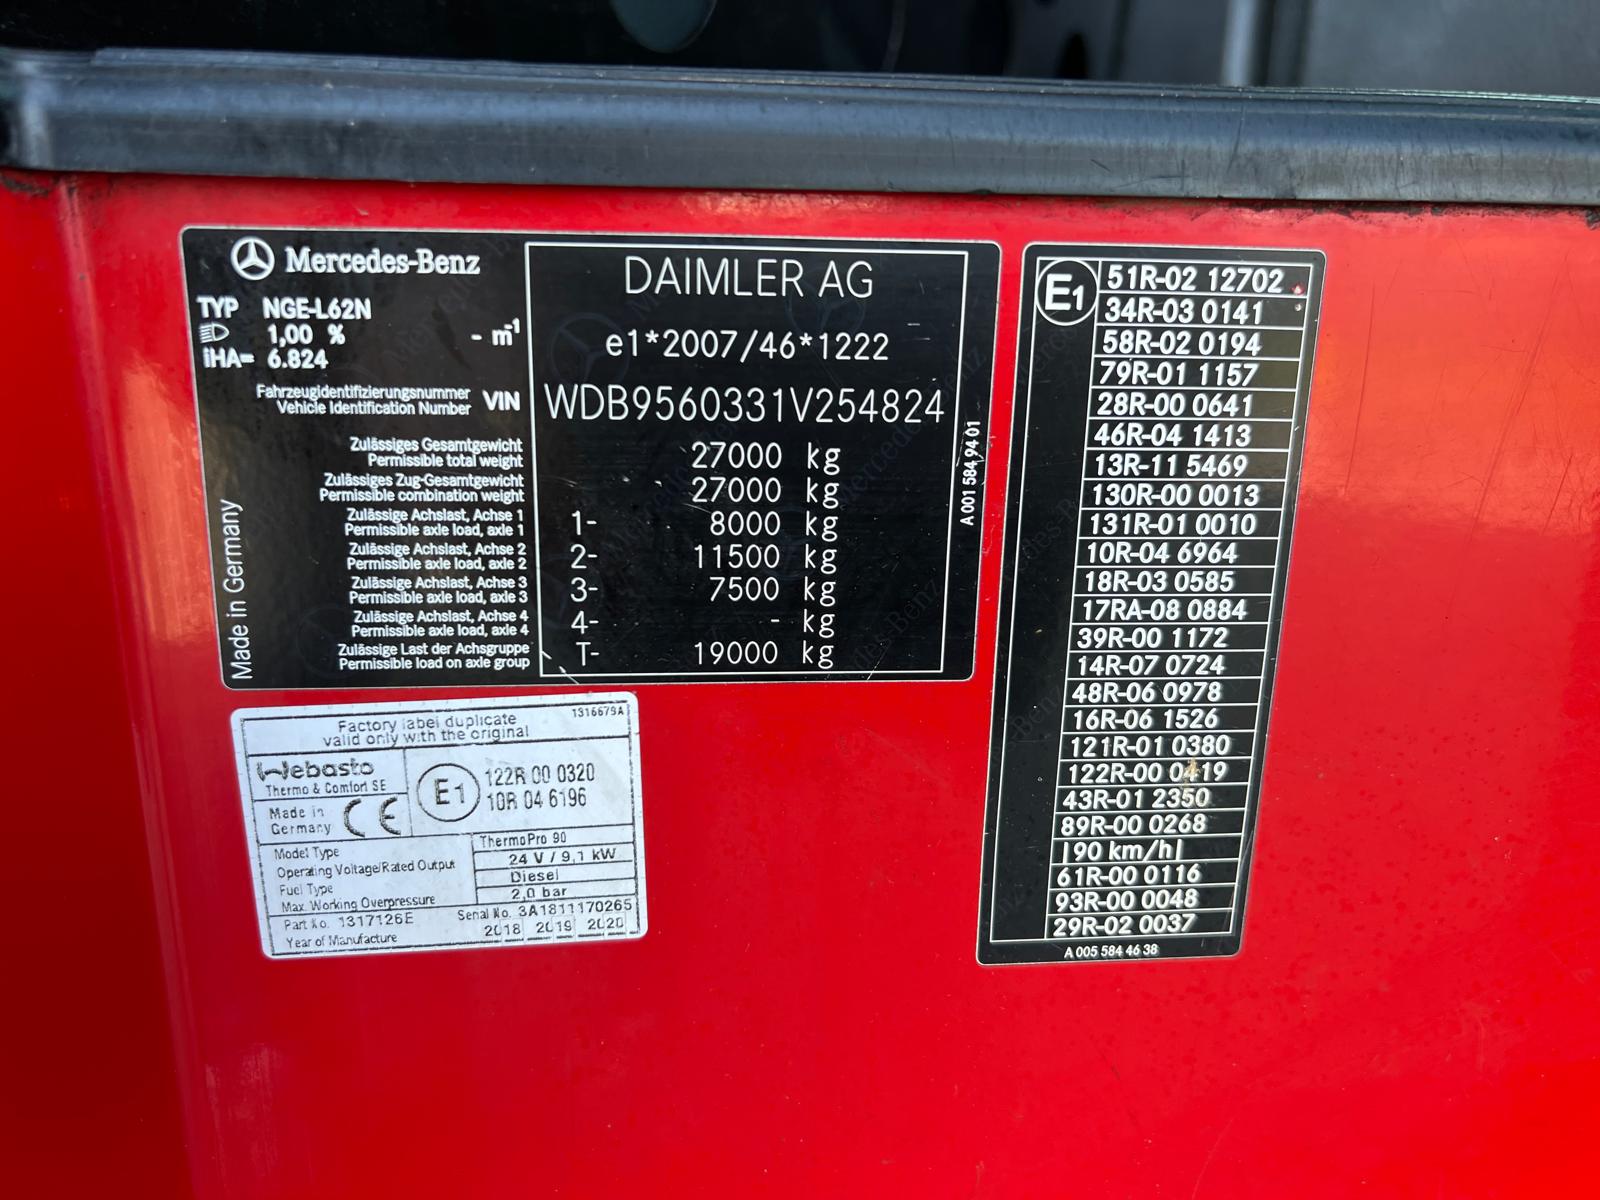 Mercedes-Benz
TYP NGE-L62N
1,00 % - m-1
iHA= 6.824
Fahrzeugidentifizierungsnummer
Vehicle Identification Number VIN
Zulässiges Gesamtgewicht
Permissible total weight
Zulässiges Zug-Gesamtgewicht
Permissible combination weight
Zulässige Achslast, Achse 1
Permissible axle load, axle 1
Zulässige Achslast, Achse 2
Permissible axle load, axle 2
Zulässige Achslast, Achse 3
Permissible axle load, axle 3
Zulässige Achslast, Achse 4
Permissible axle load, axle 4
Zulässige Last der Achsgruppe
Permissible load on axle group
Made in Germany
DAIMLER AG
e1*2007/46*1222
WDB9560331V254824
27000 kg
27000 kg
1- 8000 kg
2- 11500 kg
3- 7500 kg
4- - kg
T- 19000 kg
A 001 584 94 01
E1
51R-02 12702
34R-03 0141
58R-02 0194
79R-01 1157
28R-00 0641
46R-04 1413
13R-11 5469
130R-00 0013
131R-01 0010
10R-04 6964
18R-03 0585
17RA-08 0884
39R-00 1172
14R-07 0724
48R-06 0978
16R-06 1526
121R-01 0380
122R-00 0419
43R-01 2350
89R-00 0268
|90 km/h|
61R-00 0116
93R-00 0048
29R-02 0037
A 005 584 46 38
Factory label duplicate 1316679A
valid only with the original
Webasto
Thermo & Comfort SE
Made in
Germany CE
E1
122R 00 0320
10R 04 6196
ThermoPro 90
Model Type
Operating Voltage/Rated Output 24 V / 9,1 kW
Fuel Type Diesel
Max. Working Overpressure 2,0 bar
Part No. 1317126E Serial No. 3A1811170265
Year of Manufacture 2018 2019 2020